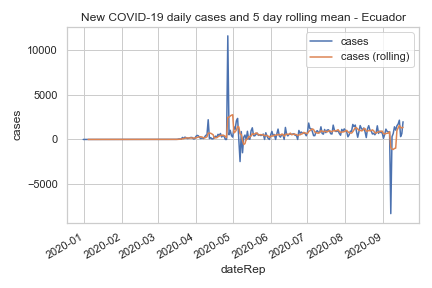 New COVID-19 daily cases and 5 day rolling mean - Ecuador
cases
cases (rolling)
10000
5000
0
−5000
cases
2020-01
2020-02
2020-03
2020-04
2020-05
2020-06
2020-07
2020-08
2020-09
dateRep